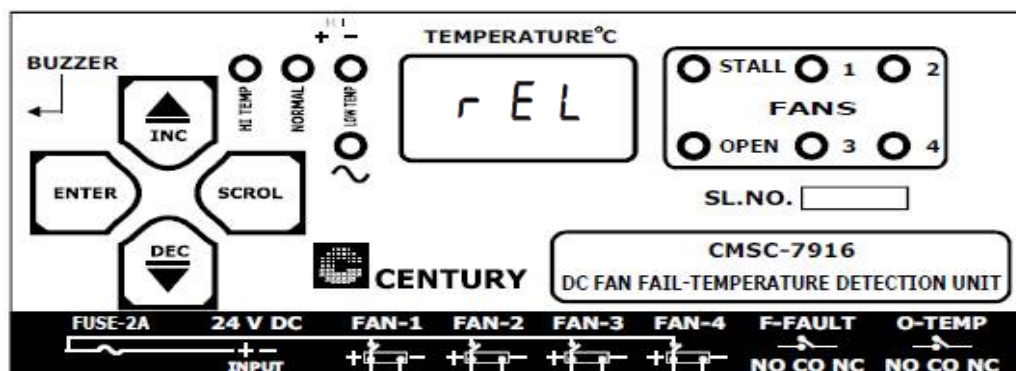 TEMPERATURE°C
BUZZER
+ −
HI TEMP
NORMAL
LOW TEMP
r E L
STALL 1 2
FANS
OPEN 3 4
INC
ENTER
SCROL
DEC
SL.NO.
CENTURY
CMSC-7916
DC FAN FAIL-TEMPERATURE DETECTION UNIT
FUSE-2A 24 V DC FAN-1 FAN-2 FAN-3 FAN-4 F-FAULT O-TEMP
+ − + − + − + − + −
INPUT NO CO NC NO CO NC